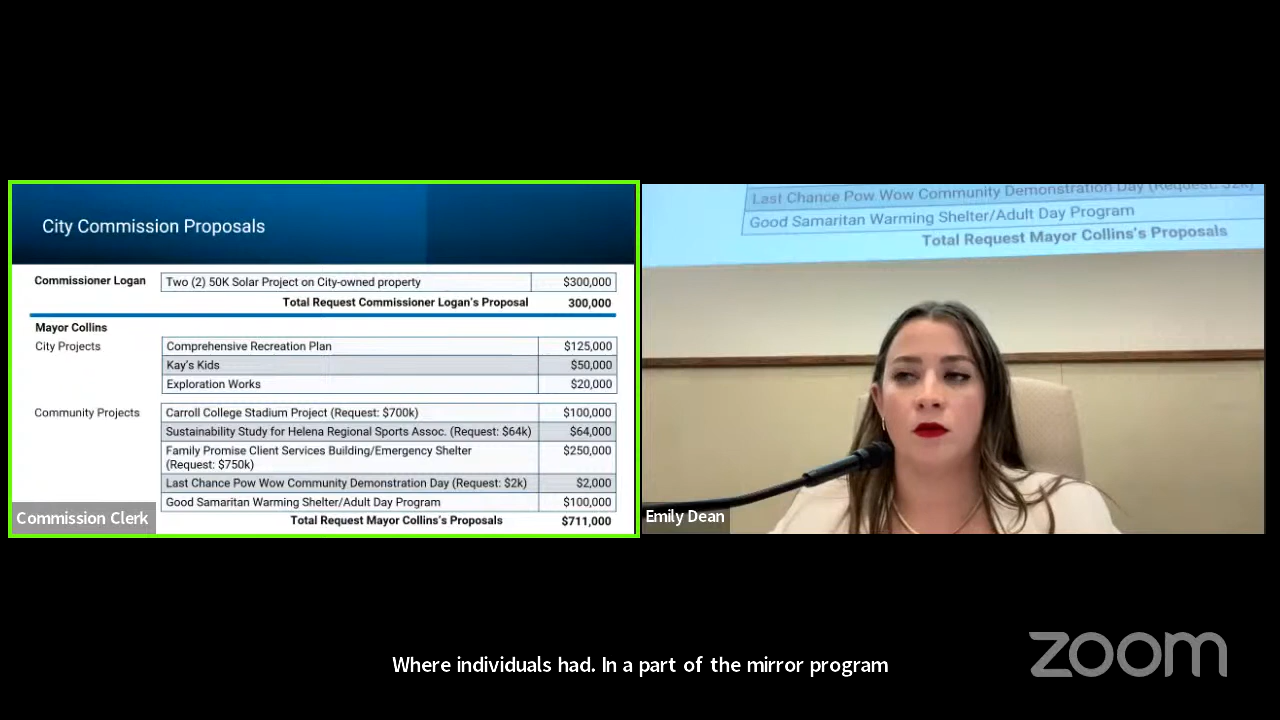 City Commission Proposals
Commissioner Logan Two (2) 50K Solar Project on City-owned property $300,000
Total Request Commissioner Logan's Proposal 300,000
Mayor Collins
City Projects Comprehensive Recreation Plan $125,000
Kay's Kids $50,000
Exploration Works $20,000
Community Projects Carroll College Stadium Project (Request: $700k) $100,000
Sustainability Study for Helena Regional Sports Assoc. (Request: $64k) $64,000
Family Promise Client Services Building/Emergency Shelter $250,000
(Request: $750k)
Last Chance Pow Wow Community Demonstration Day (Request: $2k) $2,000
Good Samaritan Warming Shelter/Adult Day Program $100,000
Total Request Mayor Collins's Proposals $711,000
Commission Clerk
Last Chance Pow Wow Community Demonstration Day (Request: $2k)
Good Samaritan Warming Shelter/Adult Day Program
Total Request Mayor Collins's Proposals
Emily Dean
Where individuals had. In a part of the mirror program
zoom